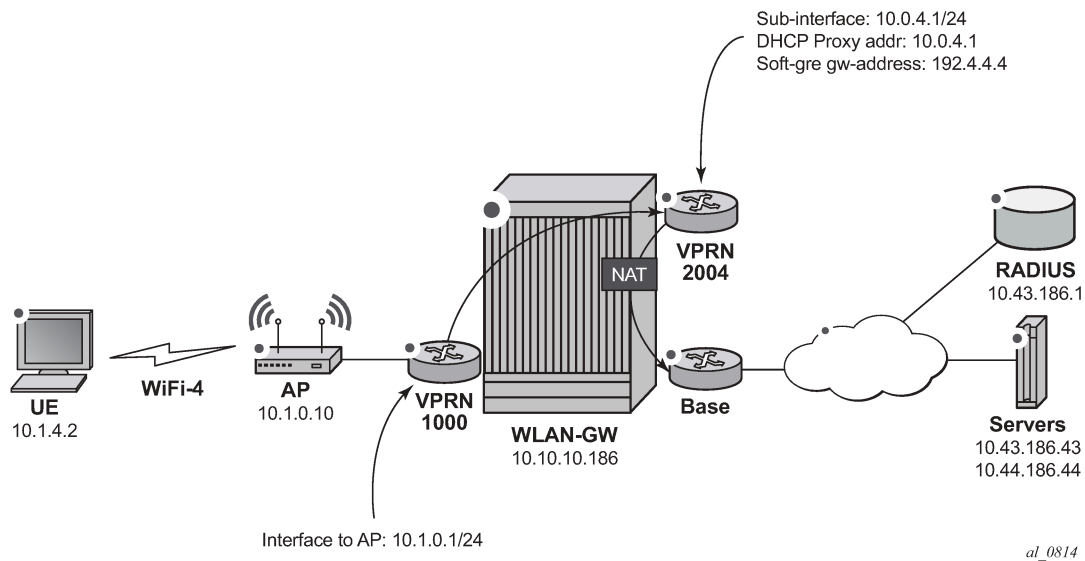 Sub-interface: 10.0.4.1/24
DHCP Proxy addr: 10.0.4.1
Soft-gre gw-address: 192.4.4.4
VPRN
2004
NAT
RADIUS
10.43.186.1
UE
10.1.4.2
WiFi-4
AP
10.1.0.10
VPRN
1000
WLAN-GW
10.10.10.186
Base
Servers
10.43.186.43
10.44.186.44
Interface to AP: 10.1.0.1/24
al_0814